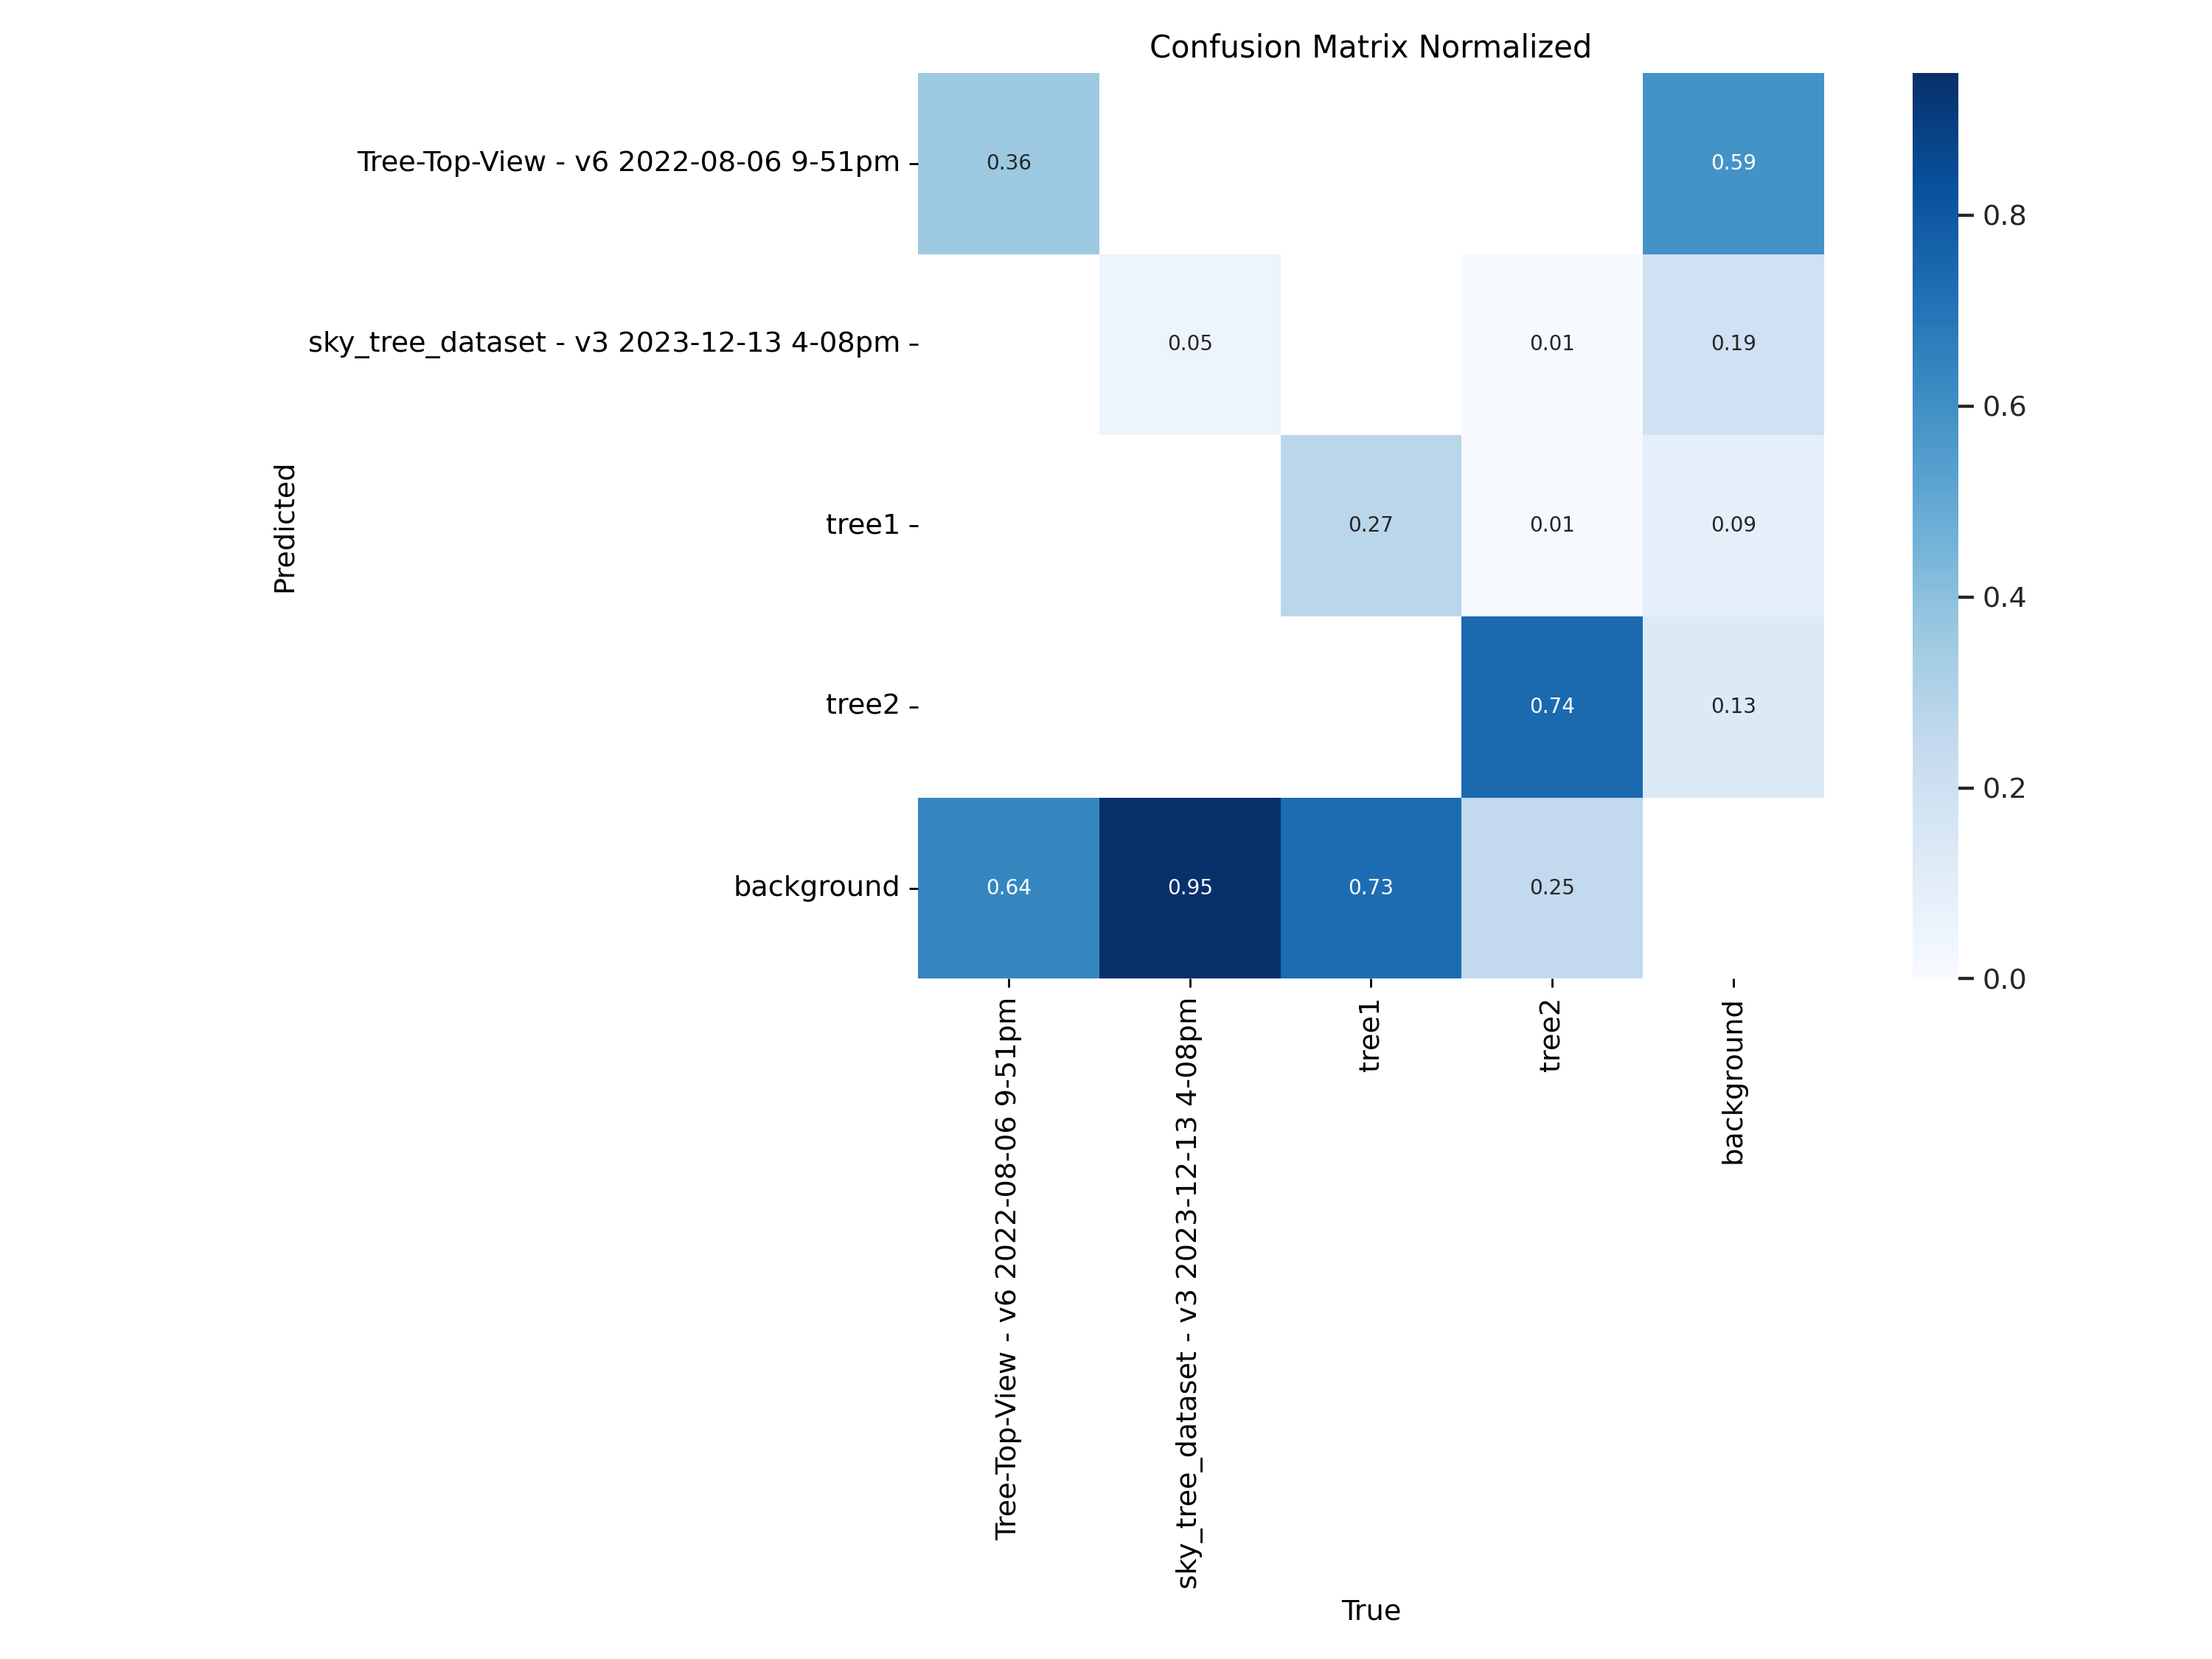 Confusion Matrix Normalized
Tree-Top-View - v6 2022-08-06 9-51pm
0.36
0.59
sky_tree_dataset - v3 2023-12-13 4-08pm
0.05
0.01
0.19
tree1
0.27
0.01
0.09
tree2
0.74
0.13
background
0.64
0.95
0.73
0.25
Predicted
Tree-Top-View - v6 2022-08-06 9-51pm
sky_tree_dataset - v3 2023-12-13 4-08pm
tree1
tree2
background
True
0.8
0.6
0.4
0.2
0.0